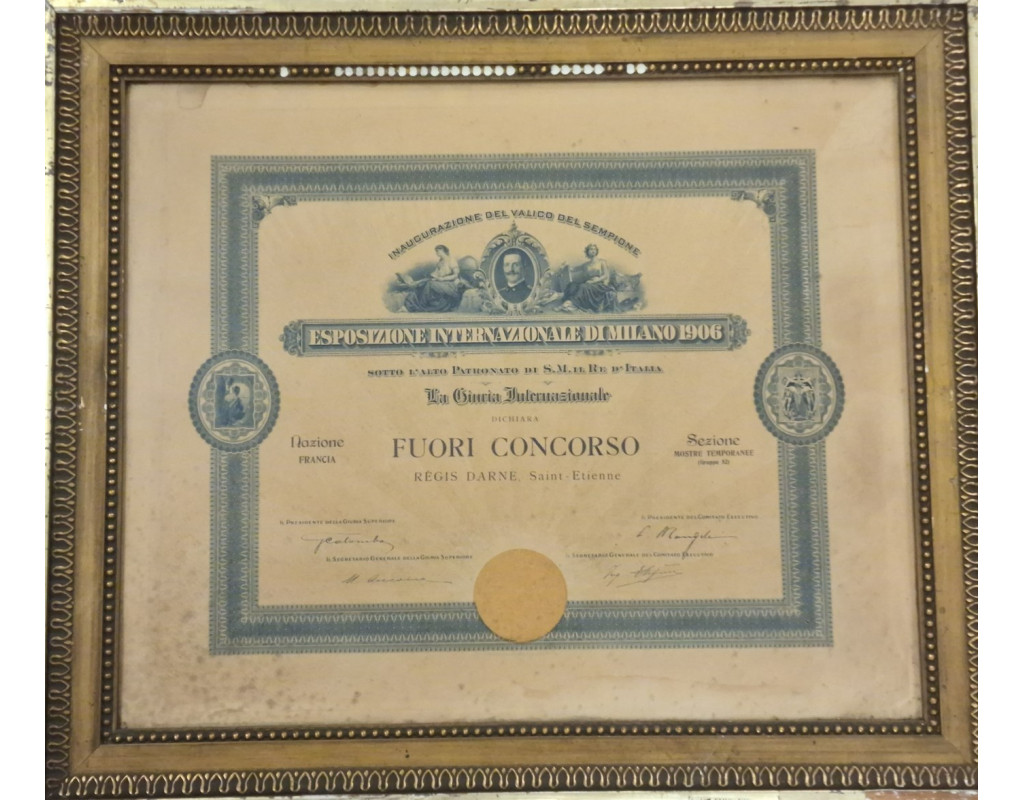 INAUGURAZIONE DEL VALICO DEL SEMPIONE
ESPOSIZIONE INTERNAZIONALE DI MILANO 1906
SOTTO L'ALTO PATRONATO DI S.M. IL RE D'ITALIA
La Giuria Internazionale
DICHIARA
FUORI CONCORSO
RÉGIS DARNE, Saint-Etienne
Nazione
FRANCIA
Sezione
MOSTRE TEMPORANEE
IL PRESIDENTE DELLA GIURIA SUPERIORE
IL PRESIDENTE DEL COMITATO ESECUTIVO
IL SEGRETARIO GENERALE DELLA GIURIA SUPERIORE
IL SEGRETARIO GENERALE DEL COMITATO ESECUTIVO